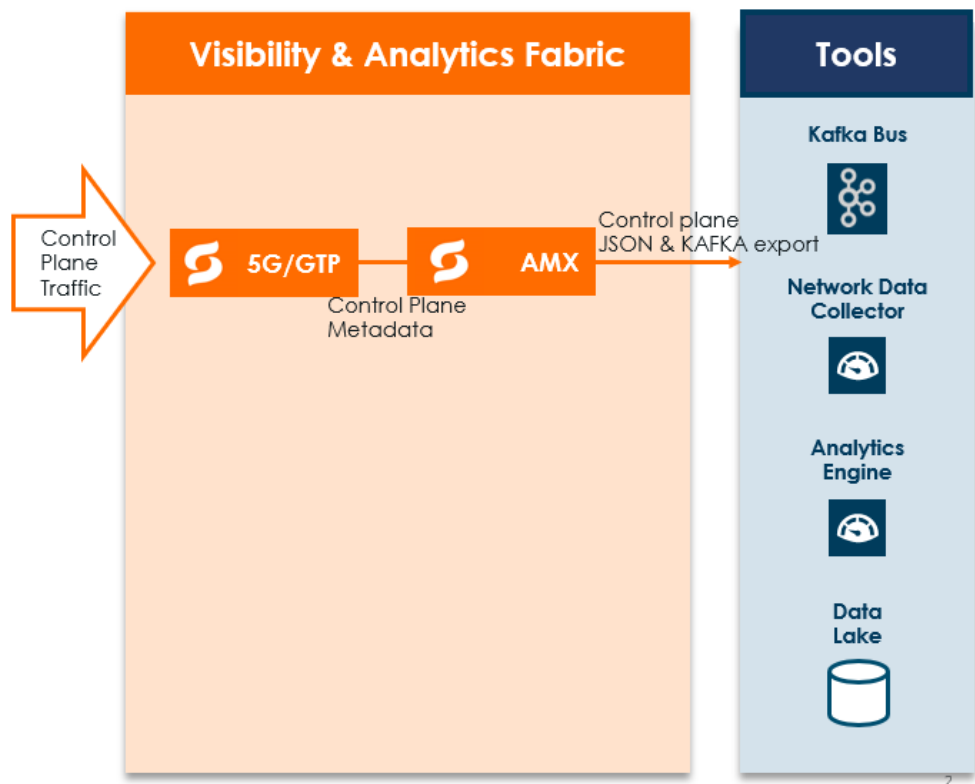 Visibility & Analytics Fabric
Tools
Kafka Bus
Control
Plane
Traffic
5G/GTP
AMX
Control Plane
Metadata
Control plane
JSON & KAFKA export
Network Data
Collector
Analytics
Engine
Data
Lake
2